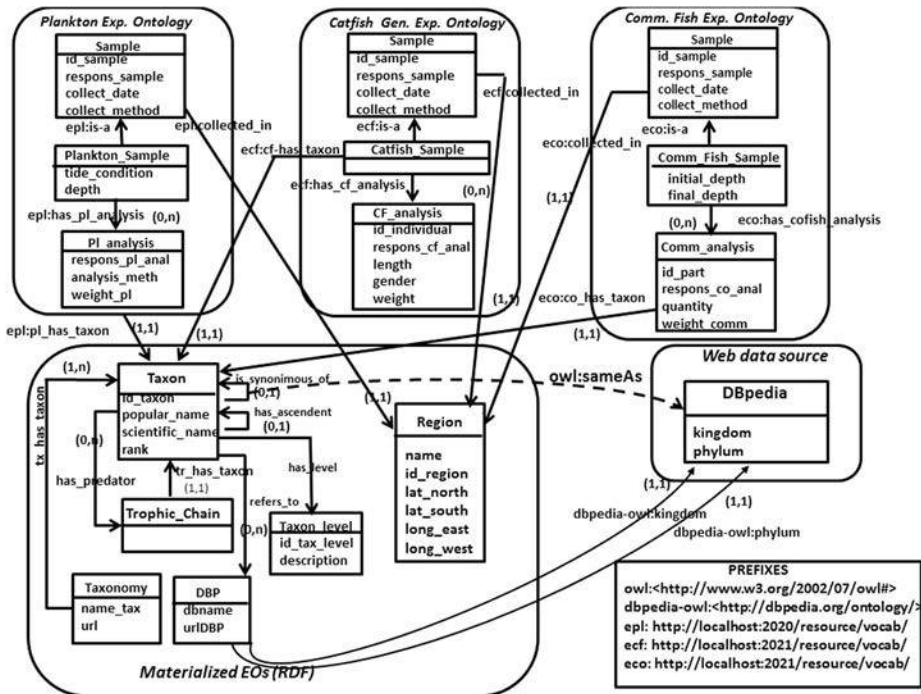 Plankton Exp. Ontology
Sample
id_sample
respons_sample
collect_date
collect_method
epl:is-a
epl:collected_in
Plankton_Sample
tide_condition
depth
epl:has_pl_analysis
(0,n)
Pl_analysis
respons_pl_anal
analysis_meth
weight_pl
epl:pl_has_taxon
(1,1)
Catfish Gen. Exp. Ontology
Sample
id_sample
respons_sample
collect_date
collect_method
ecf:collected_in
ecf:is-a
ecf:cf-has_taxon
Catfish_Sample
ecf:has_cf_analysis
(0,n)
CF_analysis
id_individual
respons_cf_anal
length
gender
weight
(1,1)
(1,1)
Comm. Fish Exp. Ontology
Sample
id_sample
respons_sample
collect_date
collect_method
eco:is-a
eco:collected_in
Comm_Fish_Sample
initial_depth
final_depth
(1,1)
(0,n)
eco:has_cofish_analysis
Comm_analysis
id_part
respons_co_anal
quantity
weight_comm
eco:co_has_taxon
(1,1)
(1,n)
Taxon
id_taxon
popular_name
scientific_name
rank
is_synonimous_of
(0,1)
has_ascendent
(0,1)
tx_has_taxon
(0,n)
has_predator
tr_has_taxon
(1,1)
has_level
refers_to
(0,n)
Trophic_Chain
Taxon_level
id_tax_level
description
(1,1)
Region
name
id_region
lat_north
lat_south
long_east
long_west
Taxonomy
name_tax
url
DBP
dbname
urlDBP
Materialized EOs (RDF)
owl:sameAs
Web data source
DBpedia
kingdom
phylum
(1,1)
(1,1)
dbpedia-owl:kingdom
dbpedia-owl:phylum
PREFIXES
owl:<http://www.w3.org/2002/07/owl#>
dbpedia-owl:<http://dbpedia.org/ontology/>
epl: http://localhost:2020/resource/vocab/
ecf: http://localhost:2021/resource/vocab/
eco: http://localhost:2021/resource/vocab/